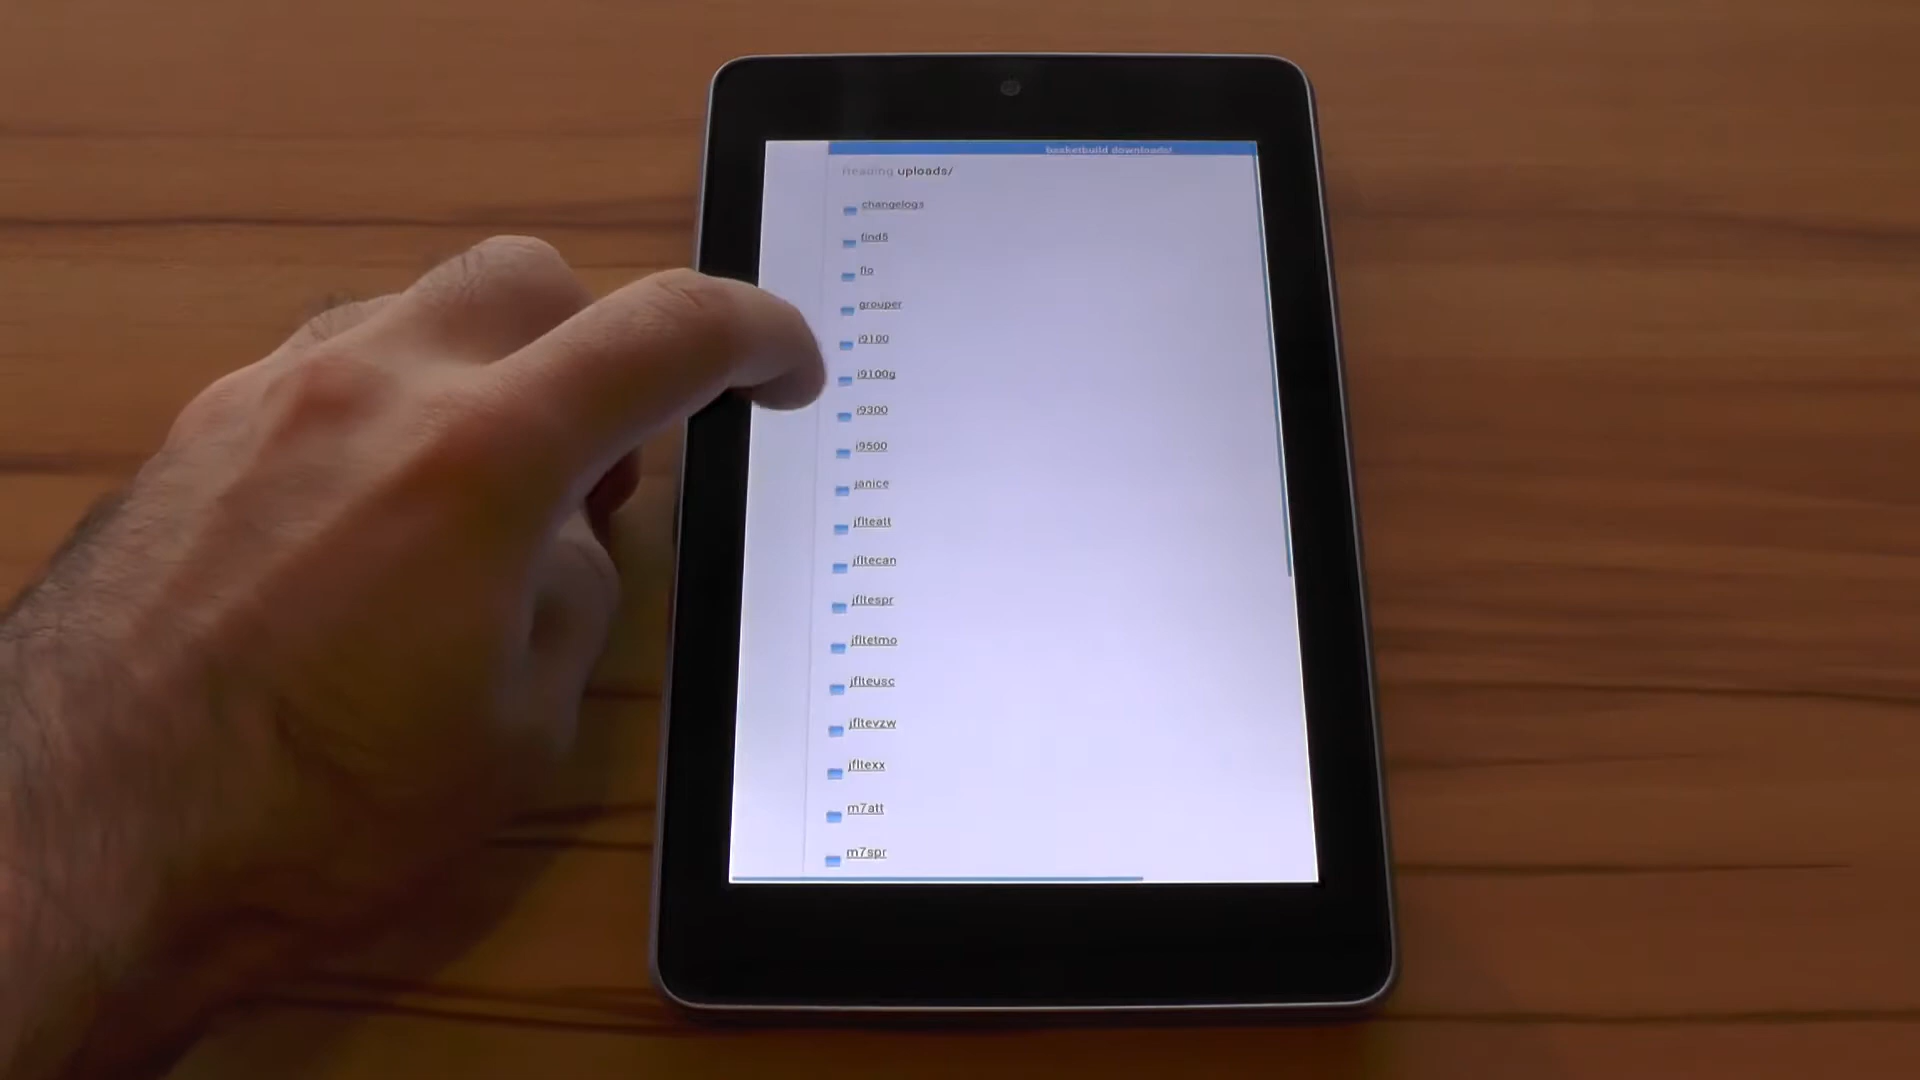 basketbuild downloads/
Reading uploads/
changelogs
find5
flo
grouper
i9100
i9100g
i9300
i9500
janice
jflteatt
jfltecan
jfltespr
jfltetmo
jflteusc
jfltevzw
jfltexx
m7att
m7spr